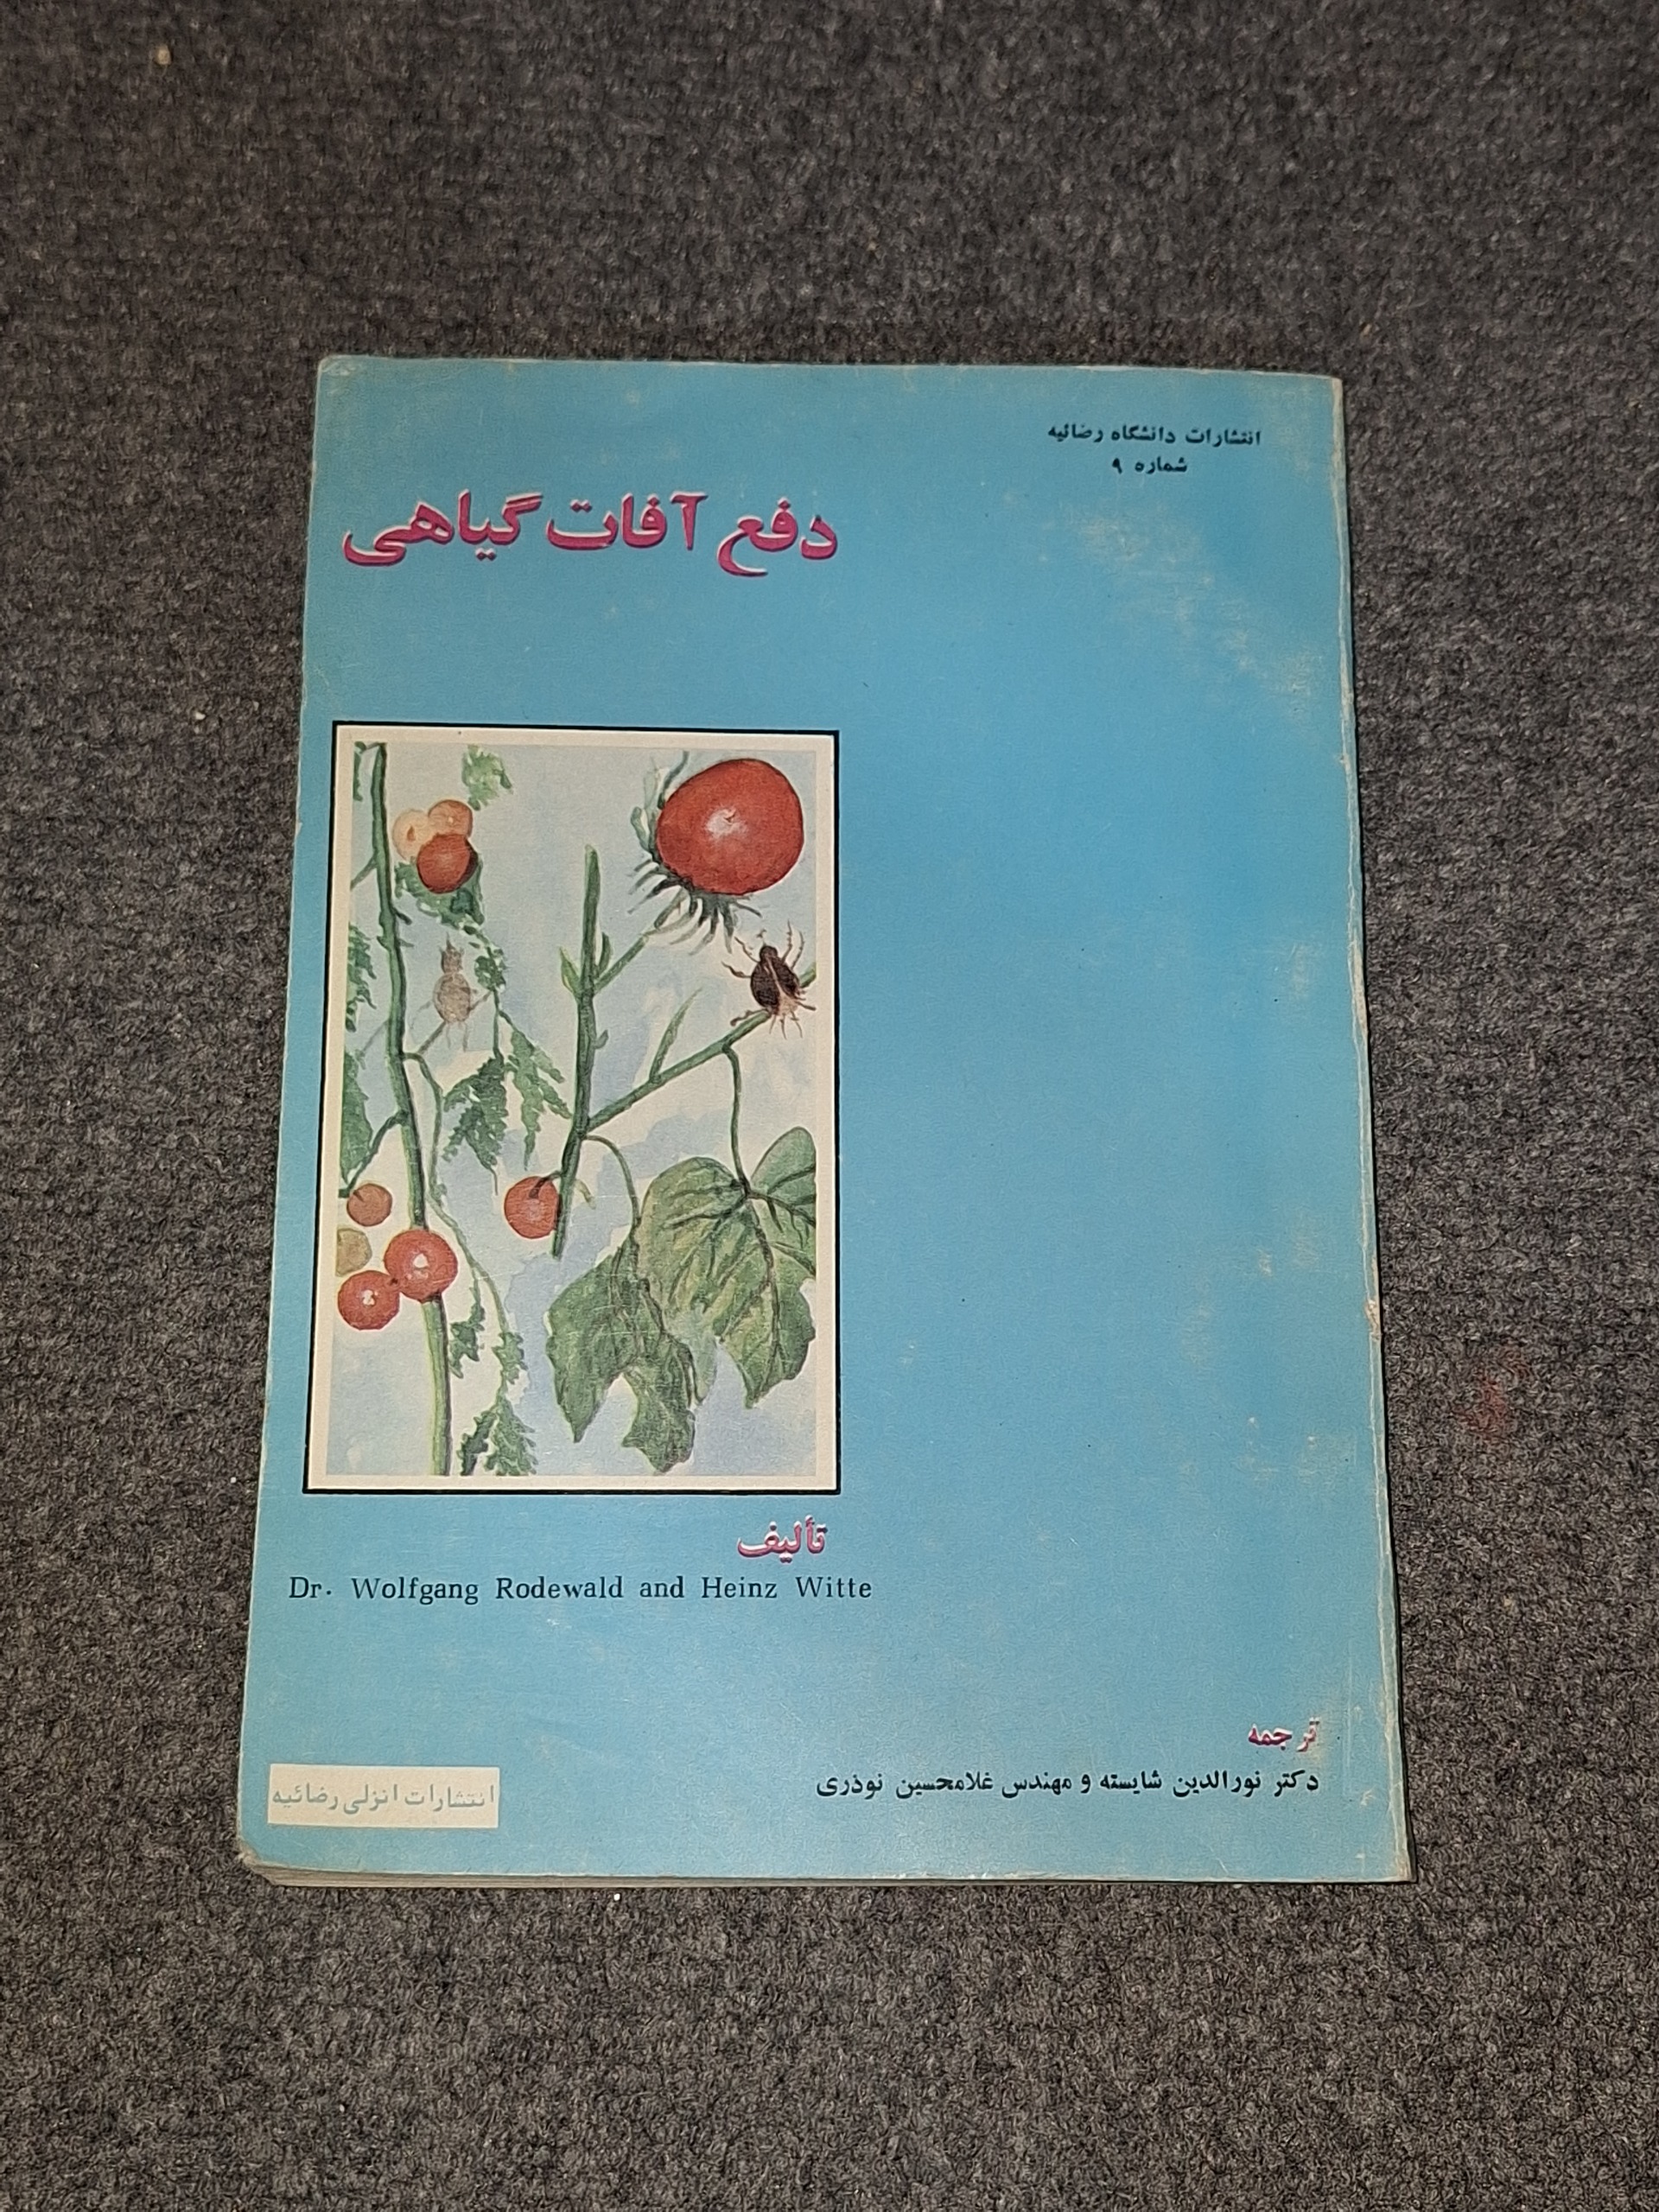 انتشارات دانشگاه رضائیه
شماره ۹
دفع آفات گیاهی
تألیف
Dr. Wolfgang Rodewald and Heinz Witte
ترجمه
دکتر نورالدین شایسته و مهندس غلامحسین نوذری
انتشارات انزلی رضائیه